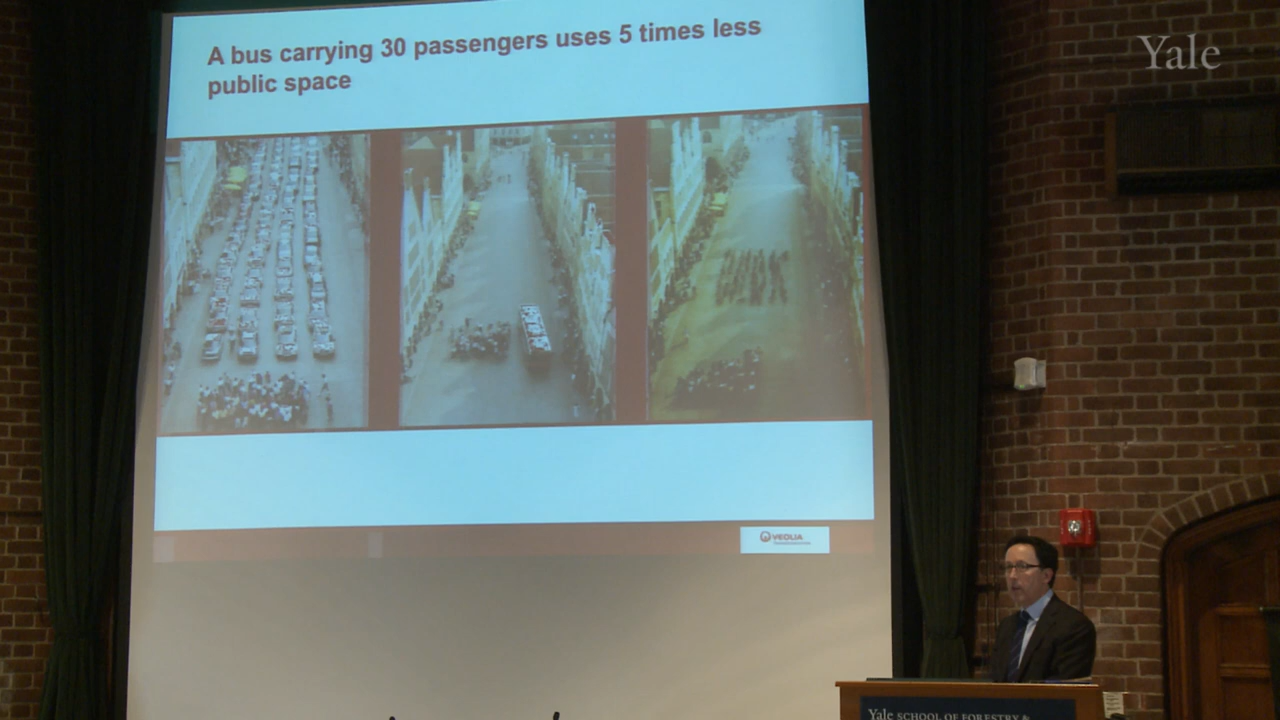 A bus carrying 30 passengers uses 5 times less
public space
Yale
VEOLIA
Yale SCHOOL OF FORESTRY &